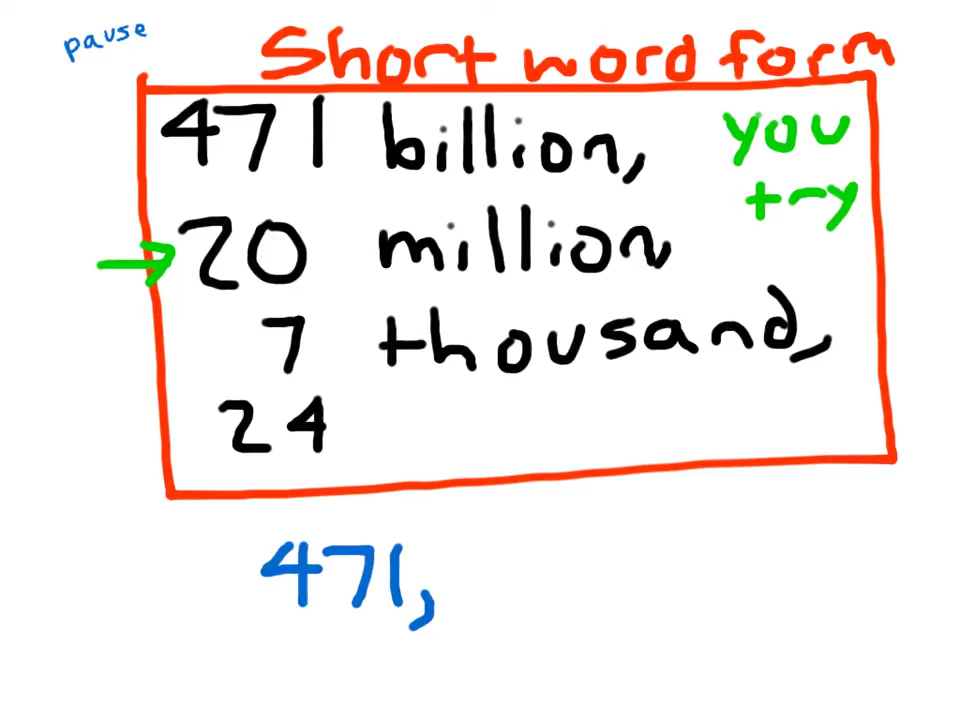 pause
Short word form
471 billion,
you
try
20 million
7 thousand,
24
471,